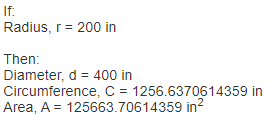 If:
Radius, r = 200 in
Then:
Diameter, d = 400 in
Circumference, C = 1256.6370614359 in
Area, A = 125663.70614359 in²